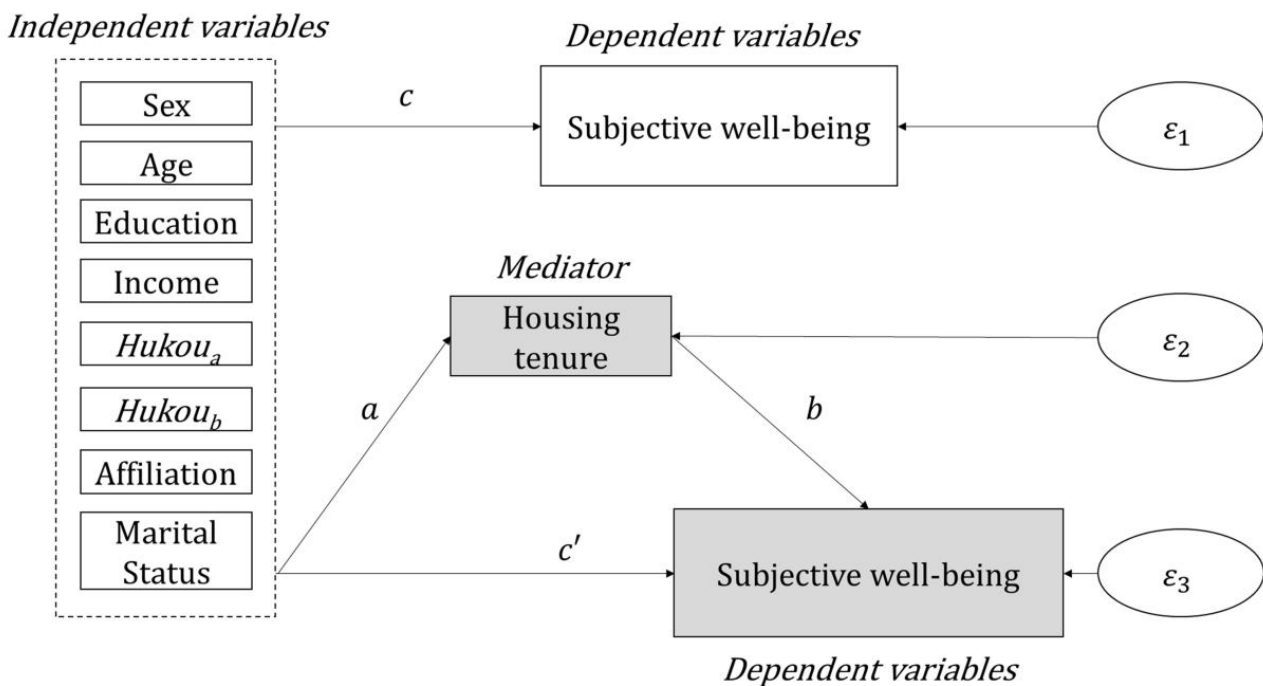 Independent variables
Dependent variables
Sex
c
Subjective well-being
ε₁
Age
Education
Income
Mediator
Housing
tenure
ε₂
Hukouₐ
Hukou_b
a
b
Affiliation
Marital
Status
c′
Subjective well-being
ε₃
Dependent variables